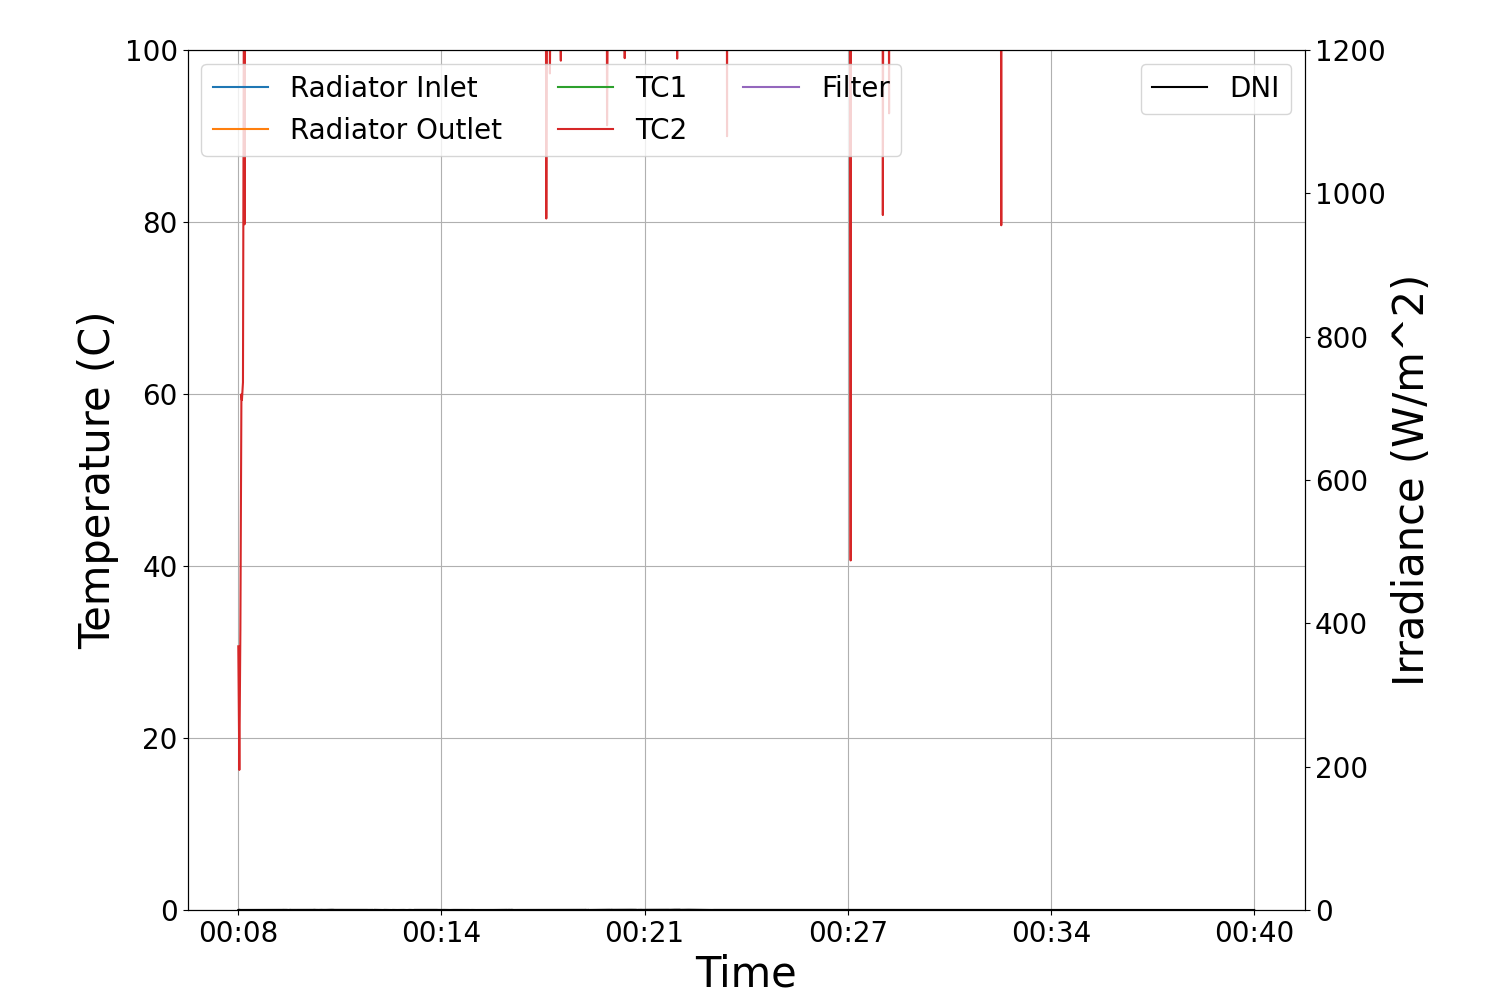 100
80
60
40
20
0
Temperature (C)
Radiator Inlet
Radiator Outlet
TC1
TC2
Filter
DNI
1200
1000
800
600
400
200
0
Irradiance (W/m^2)
00:08 00:14 00:21 00:27 00:34 00:40
Time